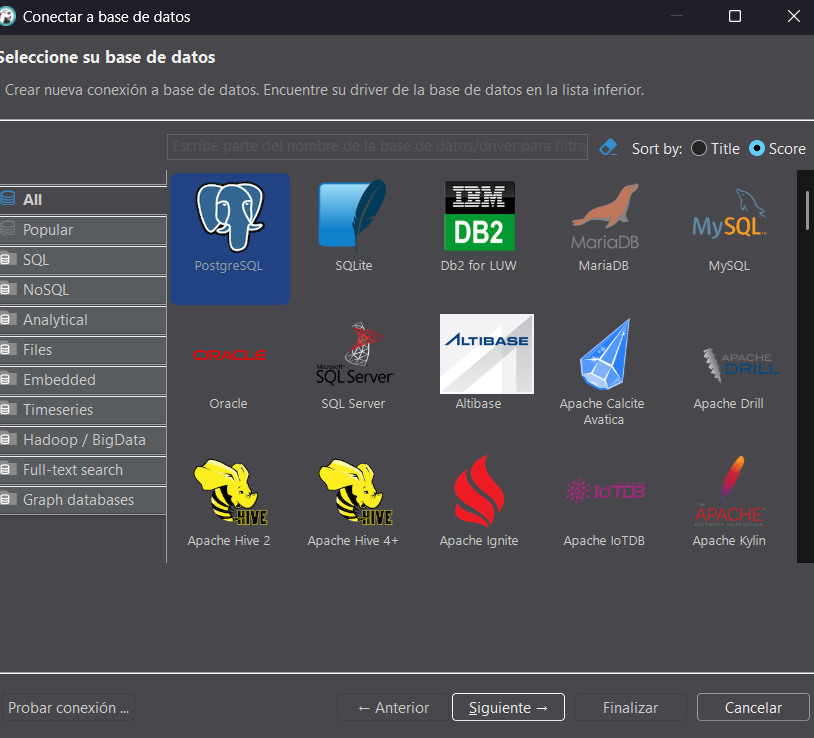 Conectar a base de datos
Seleccione su base de datos
Crear nueva conexión a base de datos. Encuentre su driver de la base de datos en la lista inferior.
Escribe parte del nombre de la base de datos/driver para filtra
Sort by: Title Score
All
Popular
SQL
NoSQL
Analytical
Files
Embedded
Timeseries
Hadoop / BigData
Full-text search
Graph databases
IBM
DB2
MariaDB
MySQL
PostgreSQL
SQLite
Db2 for LUW
MariaDB
MySQL
ORACLE
Microsoft
SQL Server
ALTIBASE
APACHE
DRILL
Oracle
SQL Server
Altibase
Apache Calcite
Avatica
Apache Drill
HIVE
HIVE
IoTDB
THE
APACHE
SOFTWARE FOUNDATION
Apache Hive 2
Apache Hive 4+
Apache Ignite
Apache IoTDB
Apache Kylin
Probar conexión ...
← Anterior
Siguiente →
Finalizar
Cancelar